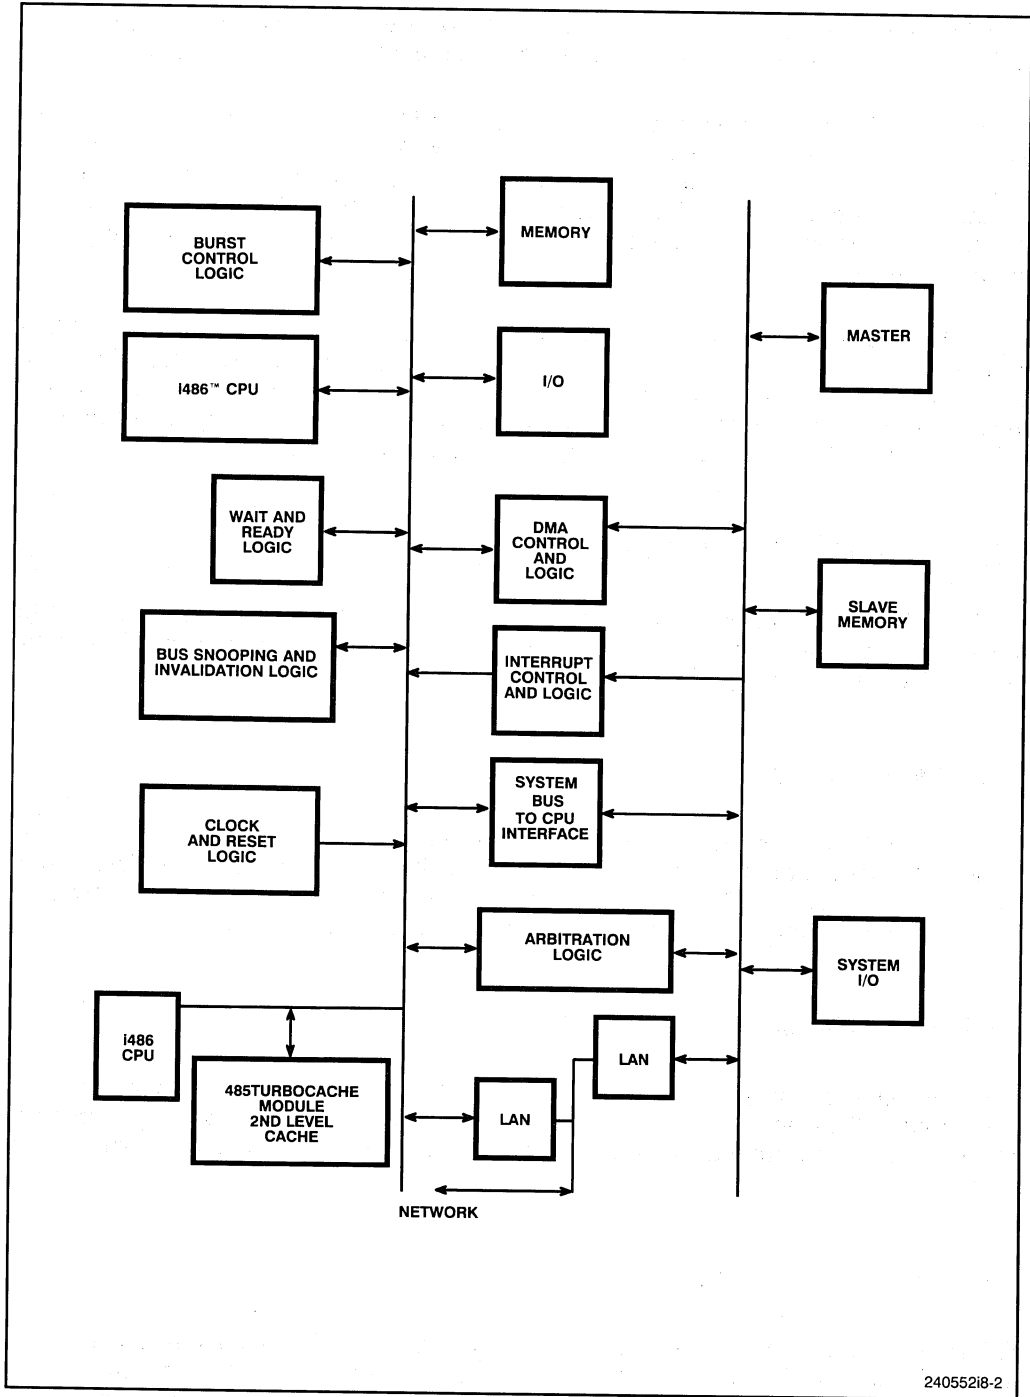 BURST
CONTROL
LOGIC
MEMORY
MASTER
i486™ CPU
I/O
WAIT AND
READY
LOGIC
DMA
CONTROL
AND
LOGIC
SLAVE
MEMORY
BUS SNOOPING AND
INVALIDATION LOGIC
INTERRUPT
CONTROL
AND LOGIC
SYSTEM
BUS
TO CPU
INTERFACE
CLOCK
AND RESET
LOGIC
ARBITRATION
LOGIC
SYSTEM
I/O
i486
CPU
LAN
485TURBOCACHE
MODULE
2ND LEVEL
CACHE
LAN
NETWORK
240552i8-2